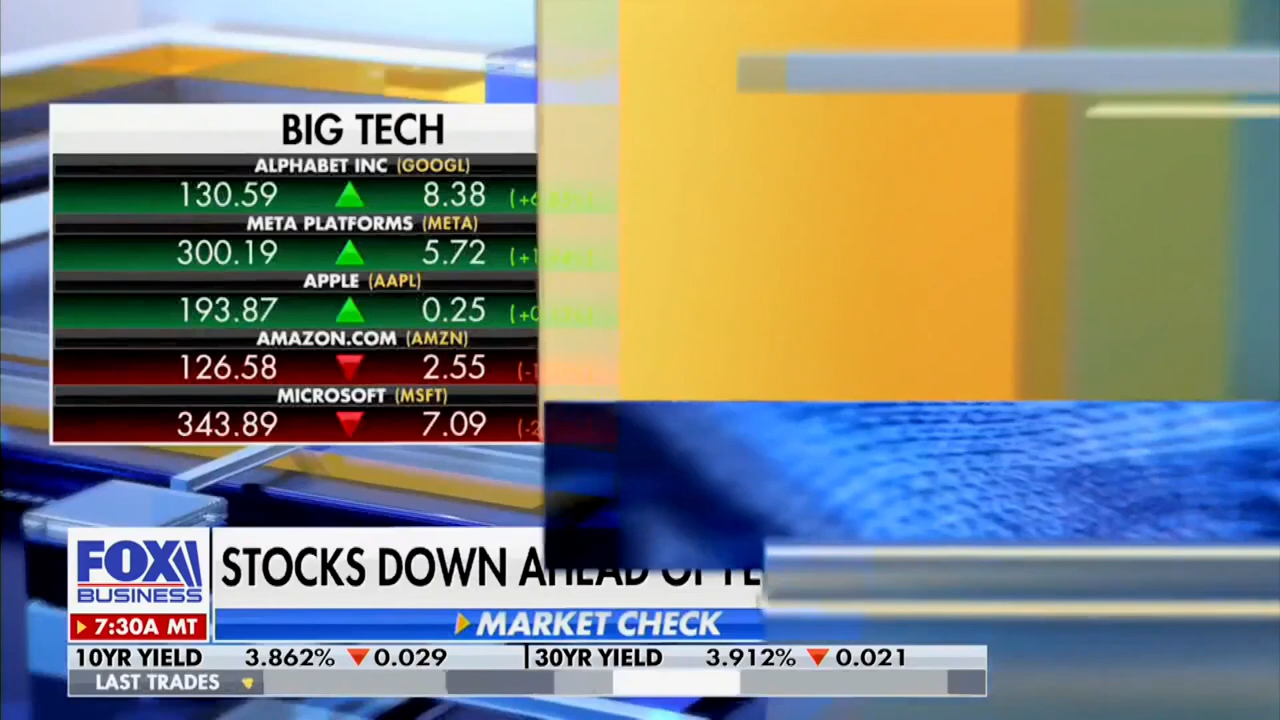 BIG TECH
ALPHABET INC (GOOGL)
130.59 ▲ 8.38
META PLATFORMS (META)
300.19 ▲ 5.72
APPLE (AAPL)
193.87 ▲ 0.25
AMAZON.COM (AMZN)
126.58 ▼ 2.55
MICROSOFT (MSFT)
343.89 ▼ 7.09
FOX BUSINESS
STOCKS DOWN AHEAD OF
MARKET CHECK
7:30A MT
10YR YIELD 3.862% ▼ 0.029 30YR YIELD 3.912% ▼ 0.021
LAST TRADES